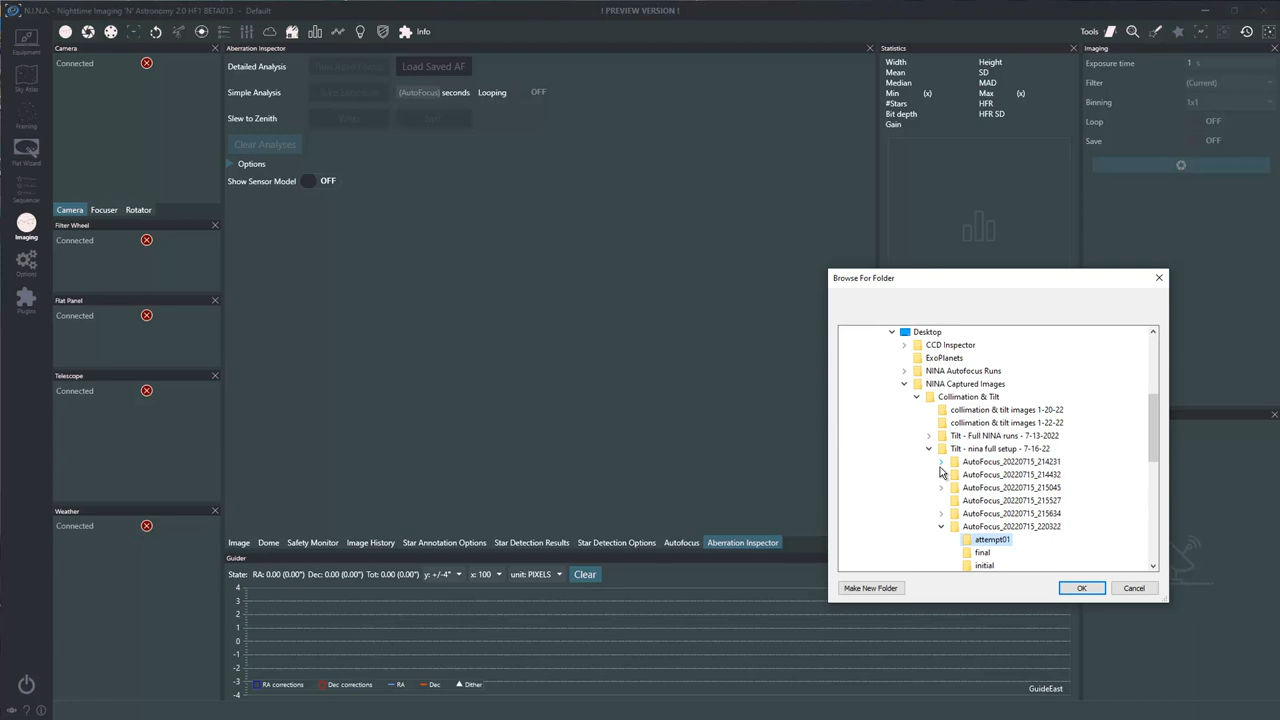 N.I.N.A. - Nighttime Imaging 'N' Astronomy 2.0 HF1 BETA013 - Default
! PREVIEW VERSION !
Info
Tools
Equipment
Sky Atlas
Framing
Flat Wizard
Sequencer
Imaging
Options
Plugins
Camera
Connected
Camera
Focuser
Rotator
Filter Wheel
Connected
Flat Panel
Connected
Telescope
Connected
Weather
Connected
Aberration Inspector
Detailed Analysis
Load Saved AF
Simple Analysis
(AutoFocus) seconds
Looping
OFF
Slew to Zenith
Clear Analyses
Options
Show Sensor Model
OFF
Image
Dome
Safety Monitor
Image History
Star Annotation Options
Star Detection Results
Star Detection Options
Autofocus
Aberration Inspector
Guider
State: RA: 0.00 (0.00") Dec: 0.00 (0.00") Tot: 0.00 (0.00")
y: +/-4"
x: 100
unit: PIXELS
Clear
4
3
2
1
0
-1
-2
-3
-4
RA corrections
Dec corrections
RA
Dec
Dither
GuideEast
Statistics
Width
Height
Mean
SD
Median
MAD
Min
(x)
Max
(x)
#Stars
HFR
Bit depth
HFR SD
Gain
Imaging
Exposure time
1 s
Filter
(Current)
Binning
1x1
Loop
OFF
Save
OFF
Browse For Folder
Desktop
CCD Inspector
ExoPlanets
NINA Autofocus Runs
NINA Captured Images
Collimation & Tilt
collimation & tilt images 1-20-22
collimation & tilt images 1-22-22
Tilt - Full NINA runs - 7-13-2022
Tilt - nina full setup - 7-16-22
AutoFocus_20220715_214231
AutoFocus_20220715_214432
AutoFocus_20220715_215045
AutoFocus_20220715_215527
AutoFocus_20220715_215634
AutoFocus_20220715_220322
attempt01
final
initial
Make New Folder
OK
Cancel